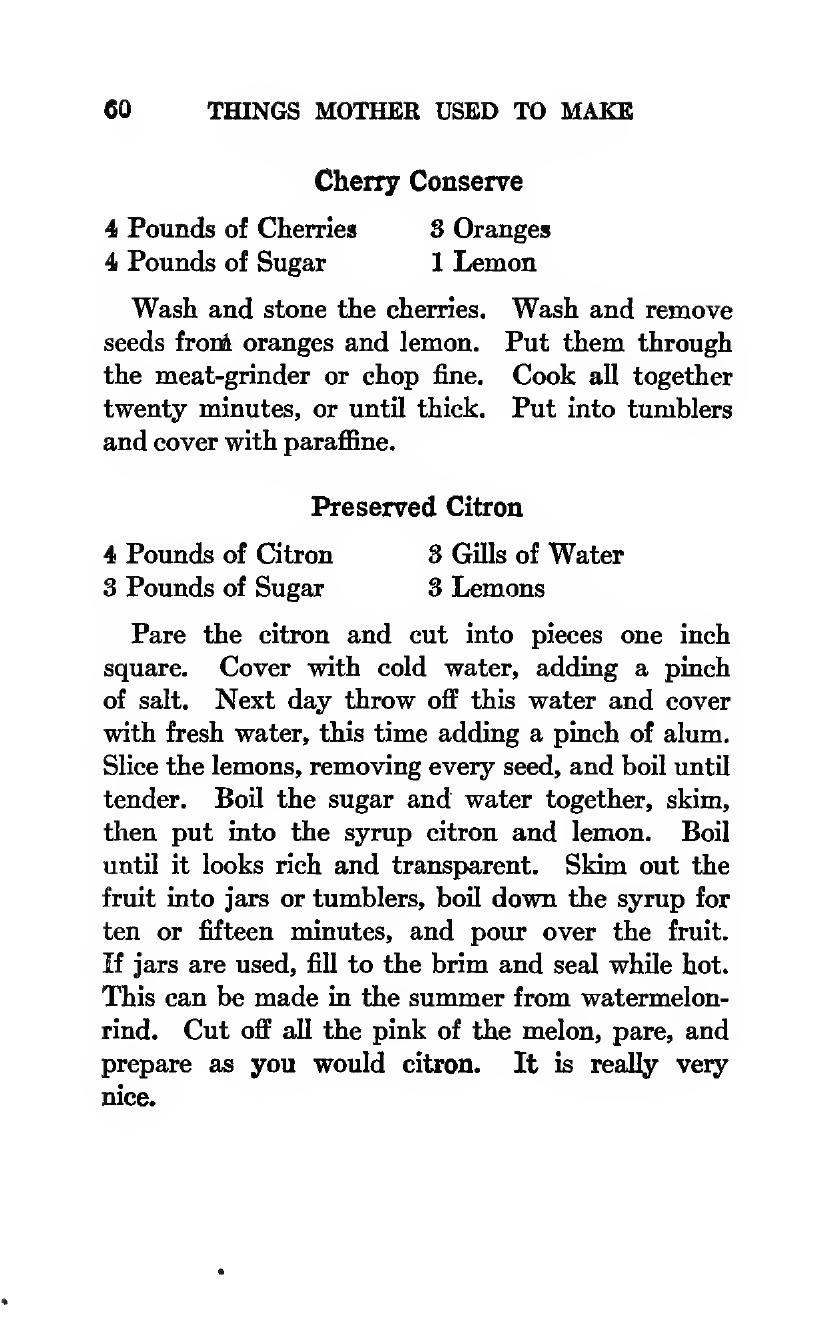 60 THINGS MOTHER USED TO MAKE
Cherry Conserve
4 Pounds of Cherries 3 Oranges
4 Pounds of Sugar 1 Lemon
Wash and stone the cherries. Wash and remove
seeds from oranges and lemon. Put them through
the meat-grinder or chop fine. Cook all together
twenty minutes, or until thick. Put into tumblers
and cover with paraffine.
Preserved Citron
4 Pounds of Citron 3 Gills of Water
3 Pounds of Sugar 3 Lemons
Pare the citron and cut into pieces one inch
square. Cover with cold water, adding a pinch
of salt. Next day throw off this water and cover
with fresh water, this time adding a pinch of alum.
Slice the lemons, removing every seed, and boil until
tender. Boil the sugar and water together, skim,
then put into the syrup citron and lemon. Boil
until it looks rich and transparent. Skim out the
fruit into jars or tumblers, boil down the syrup for
ten or fifteen minutes, and pour over the fruit.
If jars are used, fill to the brim and seal while hot.
This can be made in the summer from watermelon-
rind. Cut off all the pink of the melon, pare, and
prepare as you would citron. It is really very
nice.